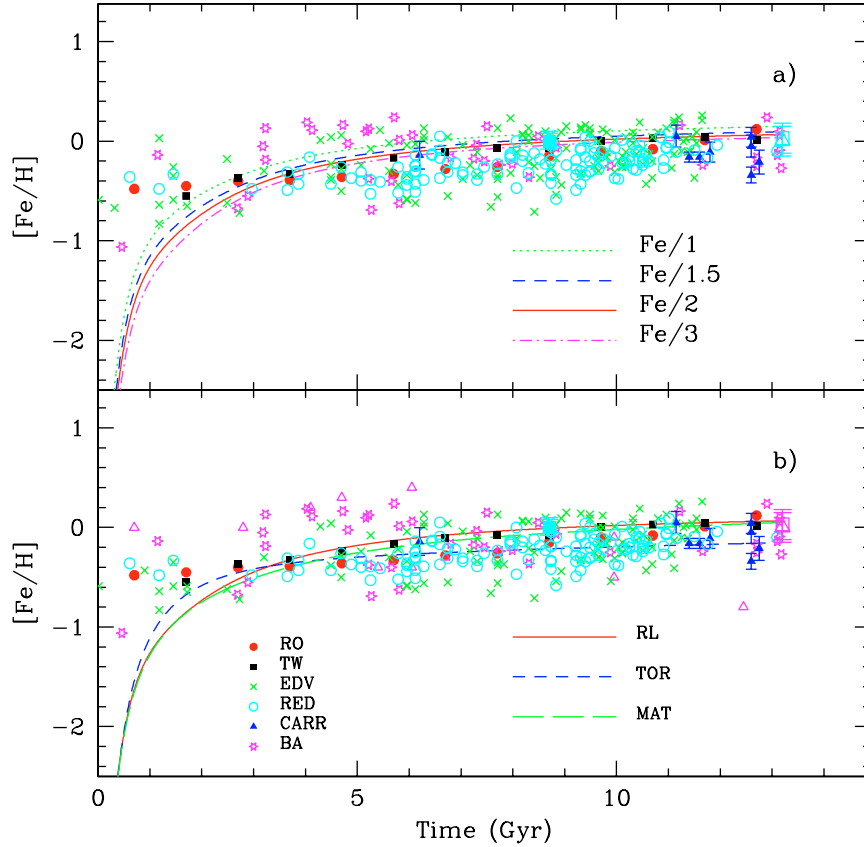 1
0
−1
−2
[Fe/H]
a)
Fe/1
Fe/1.5
Fe/2
Fe/3
1
0
−1
−2
[Fe/H]
b)
RO
TW
EDV
RED
CARR
BA
RL
TOR
MAT
0
5
10
Time (Gyr)